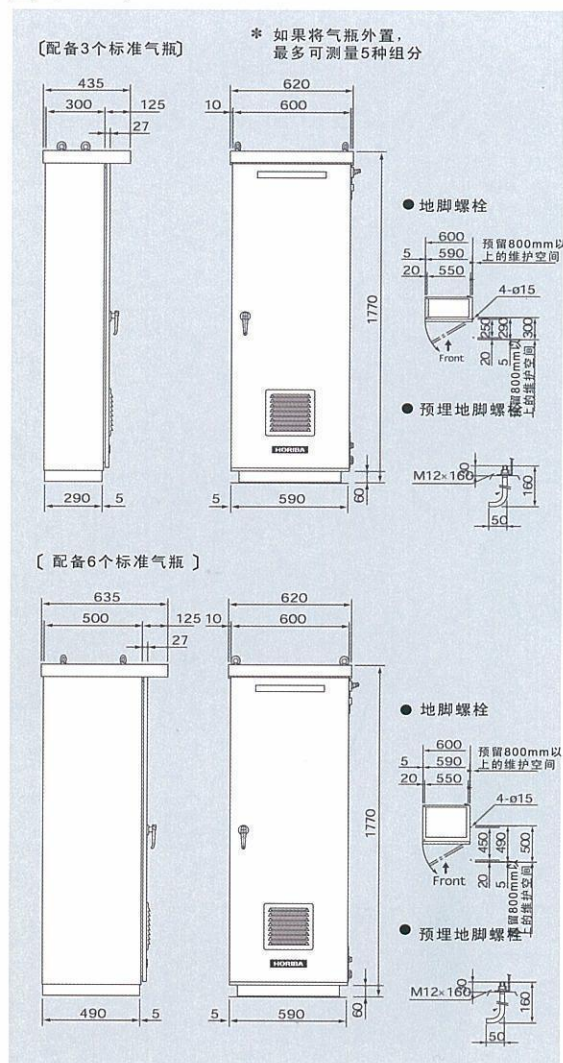 〔配备3个标准气瓶〕
* 如果将气瓶外置，
最多可测量5种组分
435
300
125
27
620
10
600
1770
HORIBA
290
5
5
590
60
● 地脚螺栓
600
5
590
20
550
预留800mm以
上的维护空间
4-ø15
250
290
300
20
5
预留800mm以
上的维护空间
Front
● 预埋地脚螺栓
M12×160
160
50
〔 配备6个标准气瓶 〕
635
500
125
27
620
10
600
1770
HORIBA
490
5
5
590
60
● 地脚螺栓
600
5
590
20
550
预留800mm以
上的维护空间
4-ø15
450
490
500
20
5
预留800mm以
上的维护空间
Front
● 预埋地脚螺栓
M12×160
160
50